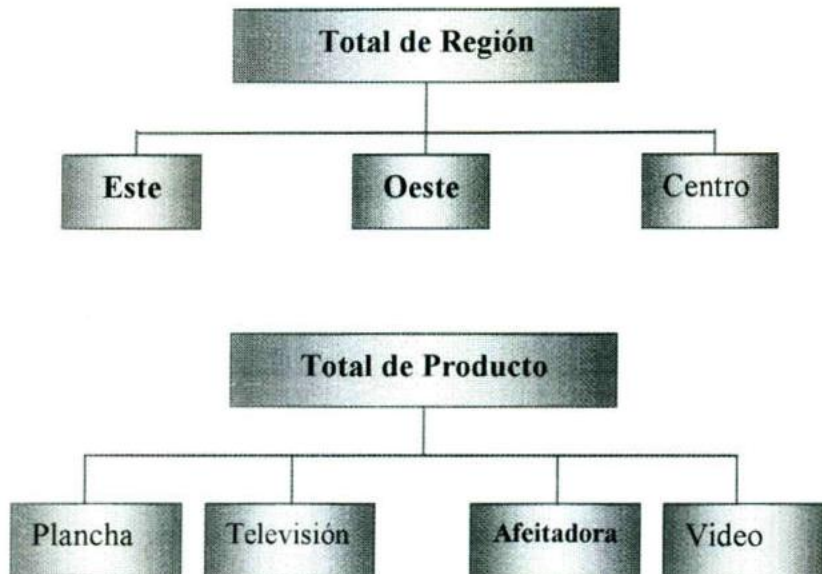 Total de Región
Este Oeste Centro
Total de Producto
Plancha Televisión Afeitadora Video